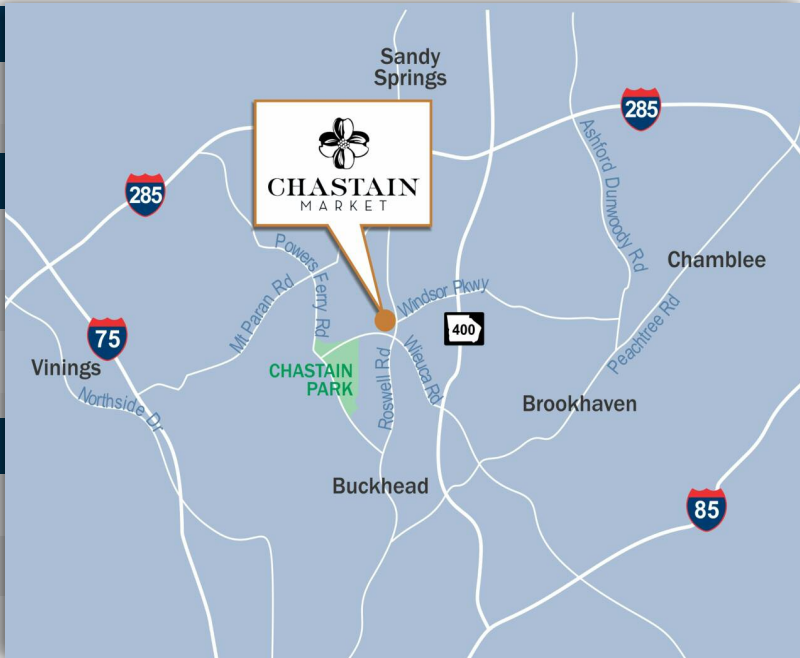 Sandy
Springs
285
Ashford Dunwoody Rd
CHASTAIN
MARKET
285
Powers Ferry Rd
Chamblee
Mt Paran Rd
Windsor Pkwy
400
75
Peachtree Rd
Vinings
Wieuca Rd
CHASTAIN
PARK
Roswell Rd
Northside Dr
Brookhaven
Buckhead
85